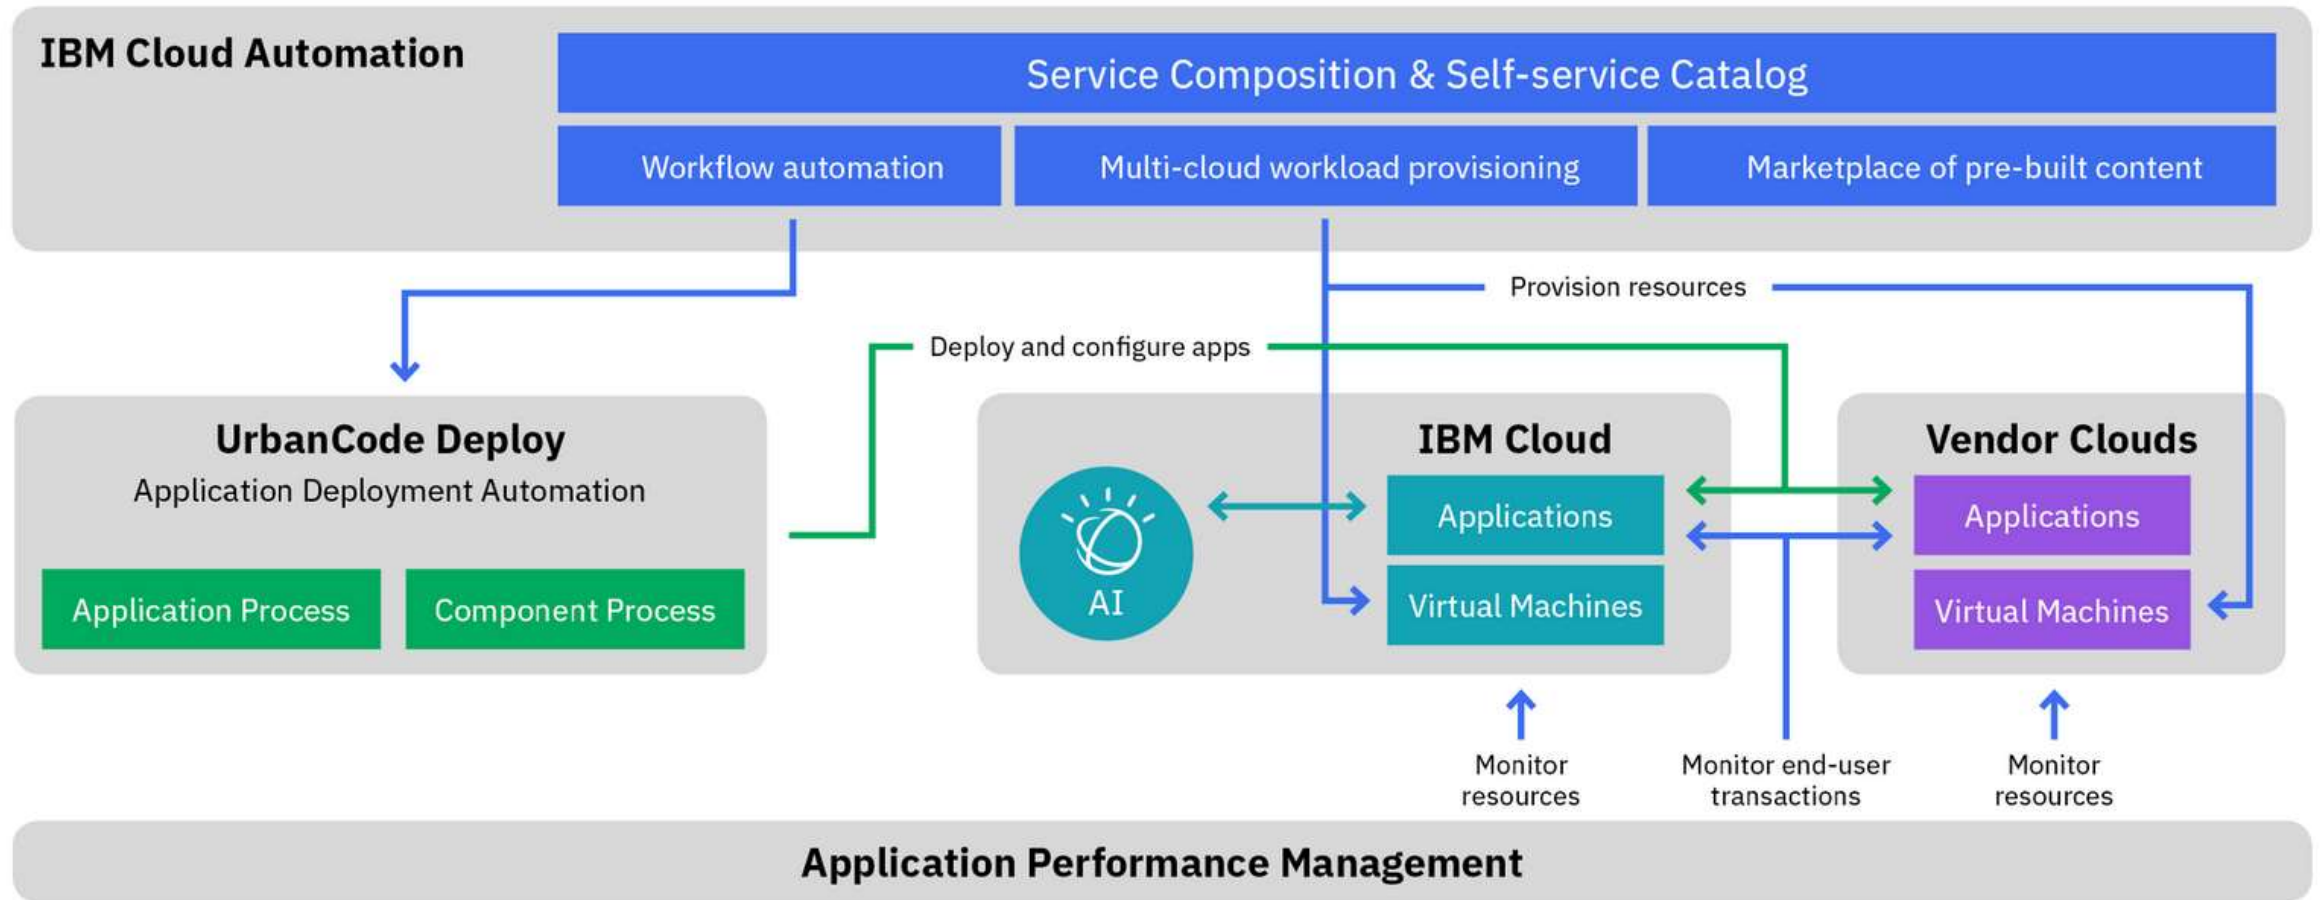 IBM Cloud Automation
Service Composition & Self-service Catalog
Workflow automation
Multi-cloud workload provisioning
Marketplace of pre-built content
Provision resources
Deploy and configure apps
UrbanCode Deploy
Application Deployment Automation
Application Process
Component Process
IBM Cloud
AI
Applications
Virtual Machines
Vendor Clouds
Applications
Virtual Machines
Monitor
resources
Monitor end-user
transactions
Monitor
resources
Application Performance Management